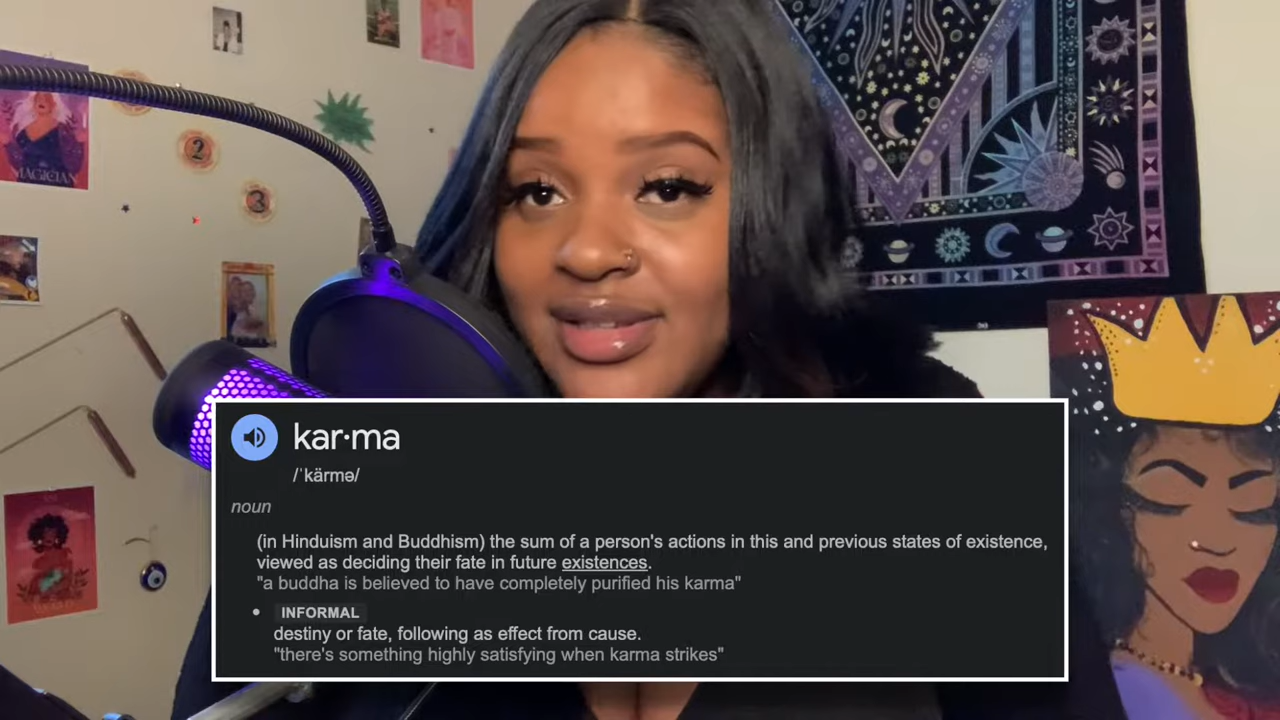 MAGICIAN
2
3
kar·ma
/ˈkärmə/
noun
(in Hinduism and Buddhism) the sum of a person's actions in this and previous states of existence,
viewed as deciding their fate in future existences.
"a buddha is believed to have completely purified his karma"
• INFORMAL
destiny or fate, following as effect from cause.
"there's something highly satisfying when karma strikes"